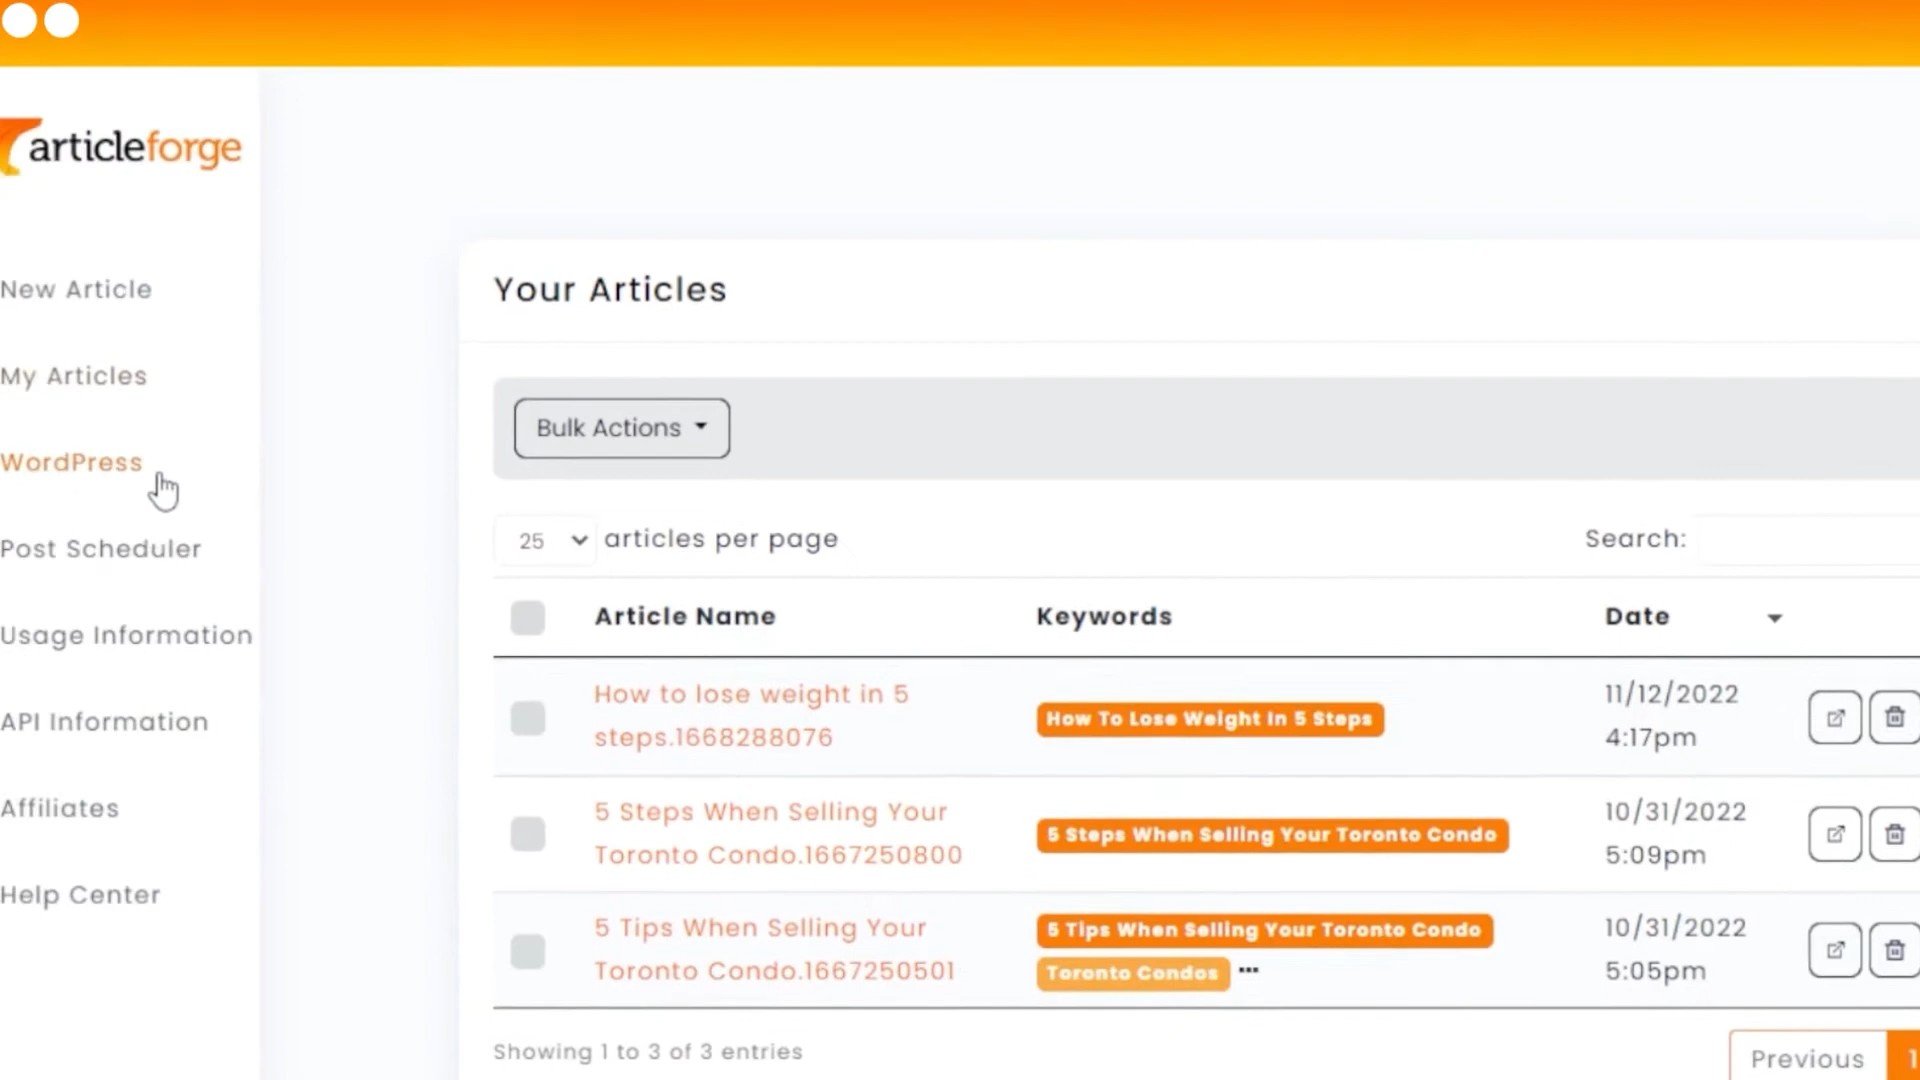 articleforge
New Article
My Articles
WordPress
Post Scheduler
Usage Information
API Information
Affiliates
Help Center
Your Articles
Bulk Actions
25 articles per page
Search:
Article Name Keywords Date
How to lose weight in 5
steps.1668288076
How To Lose Weight In 5 Steps
11/12/2022
4:17pm
5 Steps When Selling Your
Toronto Condo.1667250800
5 Steps When Selling Your Toronto Condo
10/31/2022
5:09pm
5 Tips When Selling Your
Toronto Condo.1667250501
5 Tips When Selling Your Toronto Condo
Toronto Condos ...
10/31/2022
5:05pm
Showing 1 to 3 of 3 entries
Previous 1